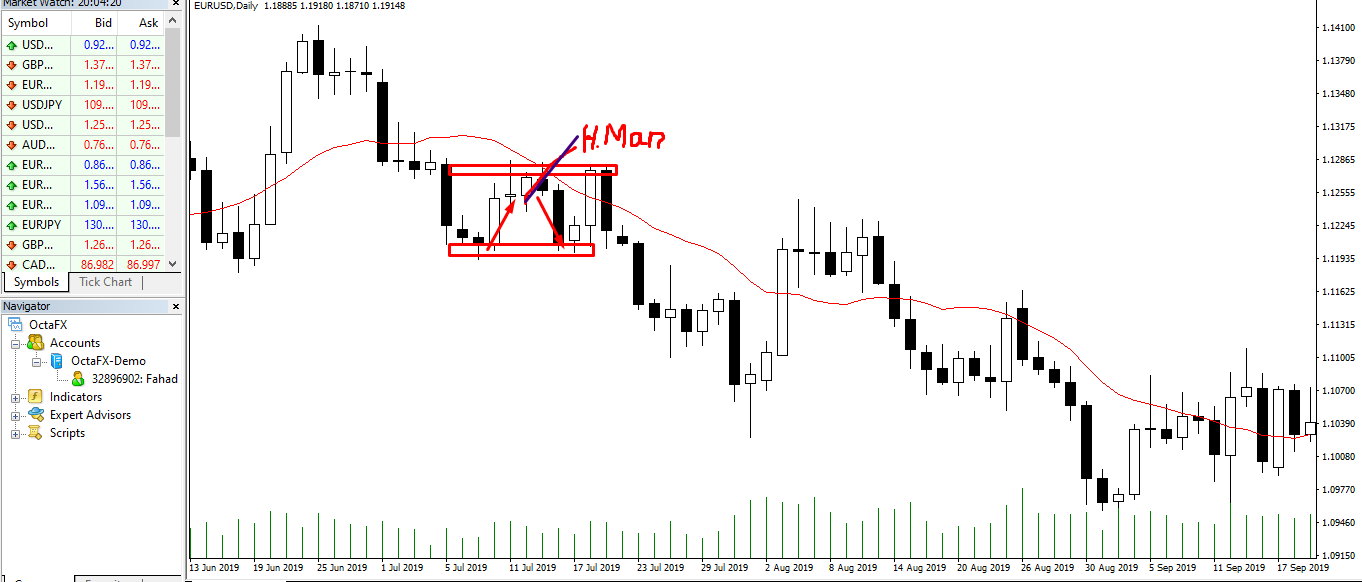 Market Watch: 20:04:20
Symbol Bid Ask
USD... 0.92... 0.92...
GBP... 1.37... 1.37...
EUR... 1.19... 1.19...
USDJPY 109.... 109....
USD... 1.25... 1.25...
AUD... 0.76... 0.76...
EUR... 0.86... 0.86...
EUR... 1.56... 1.56...
EUR... 1.09... 1.09...
EURJPY 130.... 130....
GBP... 1.26... 1.26...
CAD... 86.982 86.997
Symbols Tick Chart
Navigator
OctaFX
Accounts
OctaFX-Demo
32896902: Fahad
Indicators
Expert Advisors
Scripts
EURUSD,Daily 1.18885 1.19180 1.18710 1.19148
H.Man
1.14100
1.13790
1.13480
1.13175
1.12865
1.12555
1.12245
1.11935
1.11625
1.11315
1.11005
1.10700
1.10390
1.10080
1.09770
1.09460
1.09150
13 Jun 2019 19 Jun 2019 25 Jun 2019 1 Jul 2019 5 Jul 2019 11 Jul 2019 17 Jul 2019 23 Jul 2019 29 Jul 2019 2 Aug 2019 8 Aug 2019 14 Aug 2019 20 Aug 2019 26 Aug 2019 30 Aug 2019 5 Sep 2019 11 Sep 2019 17 Sep 2019